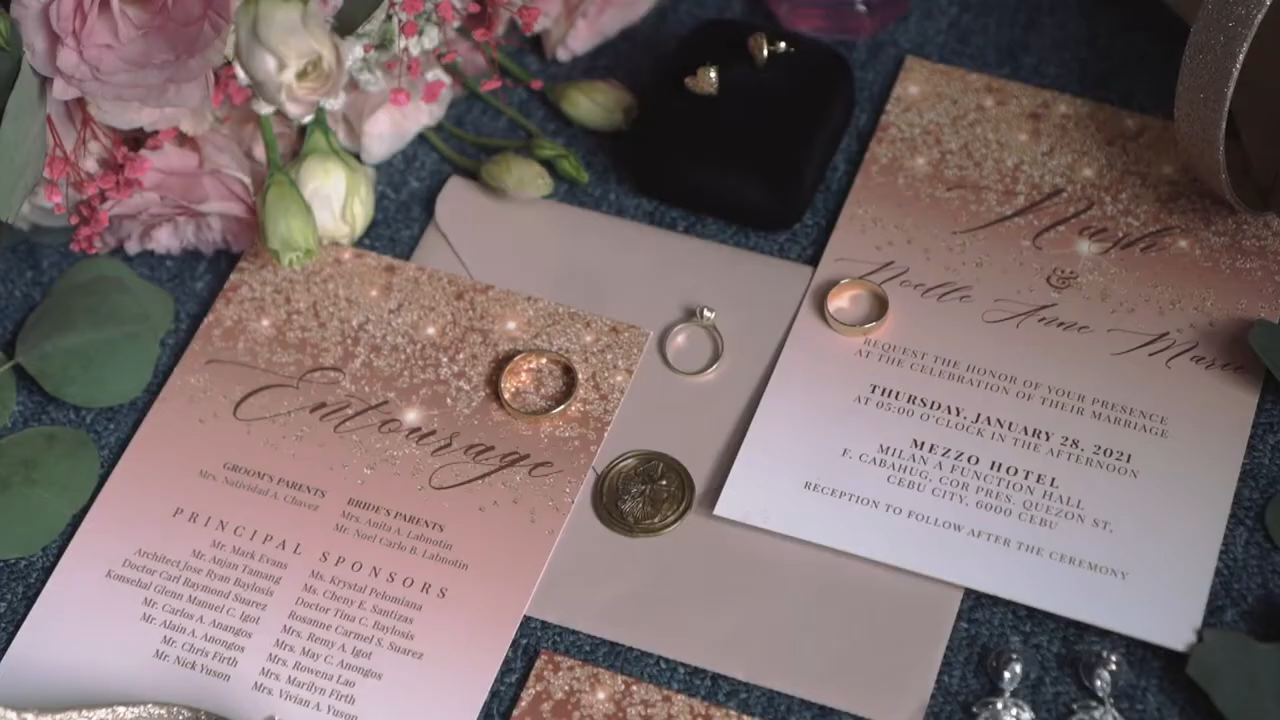 Entourage
GROOM'S PARENTS
Mrs. Natividad A. Chavez
BRIDE'S PARENTS
Mrs. Anita A. Labnotin
Mr. Noel Carlo B. Labnotin
PRINCIPAL SPONSORS
Mr. Mark Evans
Mr. Anjan Tamang
Architect Jose Ryan Baylosis
Doctor Carl Raymund Suarez
Konsehal Glenn Manuel C. Igot
Mr. Carlos A. Anangos
Mr. Alain A. Anongos
Mr. Chris Firth
Mr. Nick Yuson
Ms. Krystal Pelomiana
Ms. Cheny E. Santizas
Doctor Tina C. Baylosis
Rosanne Carmel S. Suarez
Mrs. Remy A. Igot
Mrs. May C. Anongos
Mrs. Rowena Lao
Mrs. Marilyn Firth
Mrs. Vivian A. Yuson
Nash
&
Noelle Anne Marie
REQUEST THE HONOR OF YOUR PRESENCE
AT THE CELEBRATION OF THEIR MARRIAGE
THURSDAY, JANUARY 28, 2021
AT 05:00 O'CLOCK IN THE AFTERNOON
MEZZO HOTEL
MILAN A FUNCTION HALL
F. CABAHUG, COR PRES. QUEZON ST,
CEBU CITY, 6000 CEBU
RECEPTION TO FOLLOW AFTER THE CEREMONY